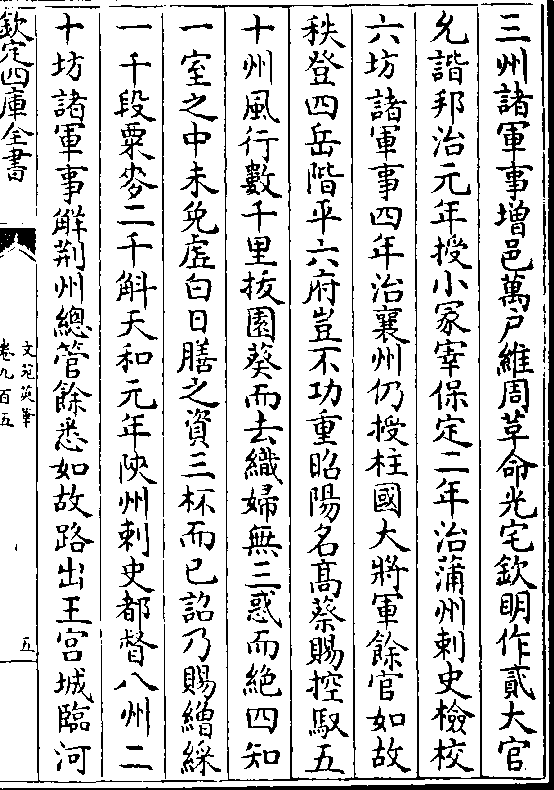 三州諸軍事增邑萬户維周革命光宅欽明作貳大官
允諧邦治元年授小冢宰保定二年治蒲州刺史檢校
六坊諸軍事四年治襄州仍授柱國大將軍餘官如故
秩登四岳階平六府豈不功重昭陽名髙蔡賜控馭五
十州風行數千里抜園葵而去織婦無三惑而絶四知
一室之中未免虚白日膳之資三杯而已詔乃賜繒綵
一千段粟麥二千斛天和元年陜州刺史都督八州二
十坊諸軍事解荆州總管餘悉如故路出王宫城臨河
欽定四庫全書
文苑英華
卷九百五
五